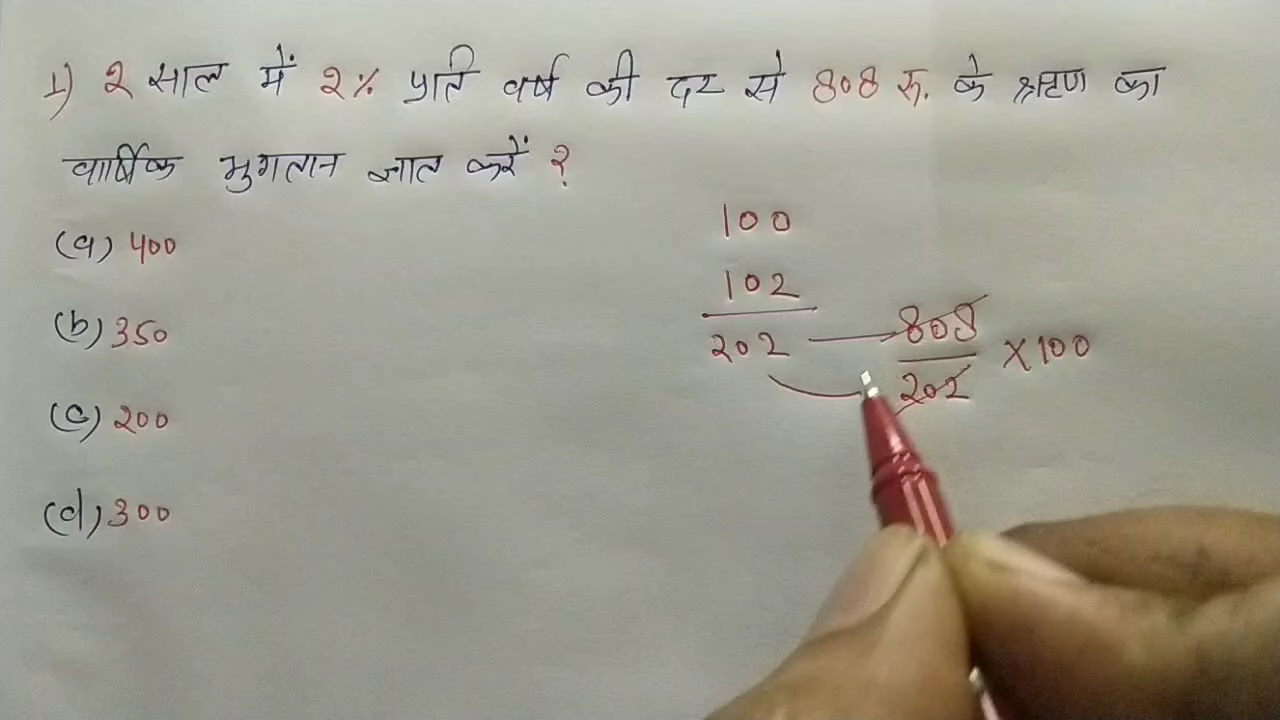 1) 2 साल में 2% प्रति वर्ष की दर से 808 रु. के ऋण का
वार्षिक भुगतान ज्ञात करें ?
(a) 400
(b) 350
(c) 200
(d) 300
100
102
202
808
202
X100